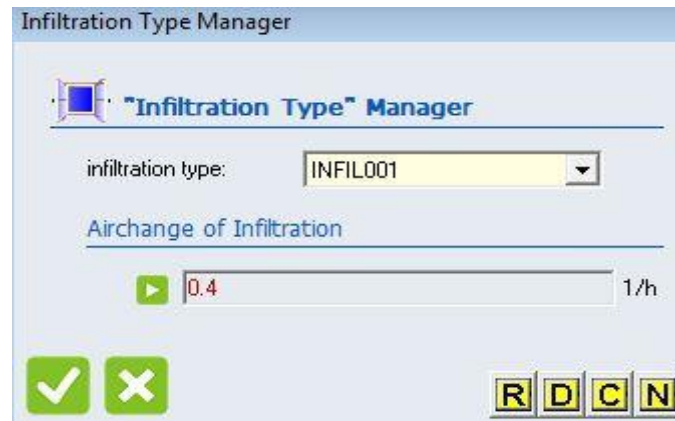 Infiltration Type Manager
"Infiltration Type" Manager
infiltration type: INFIL001
Airchange of Infiltration
0.4 1/h
R D C N